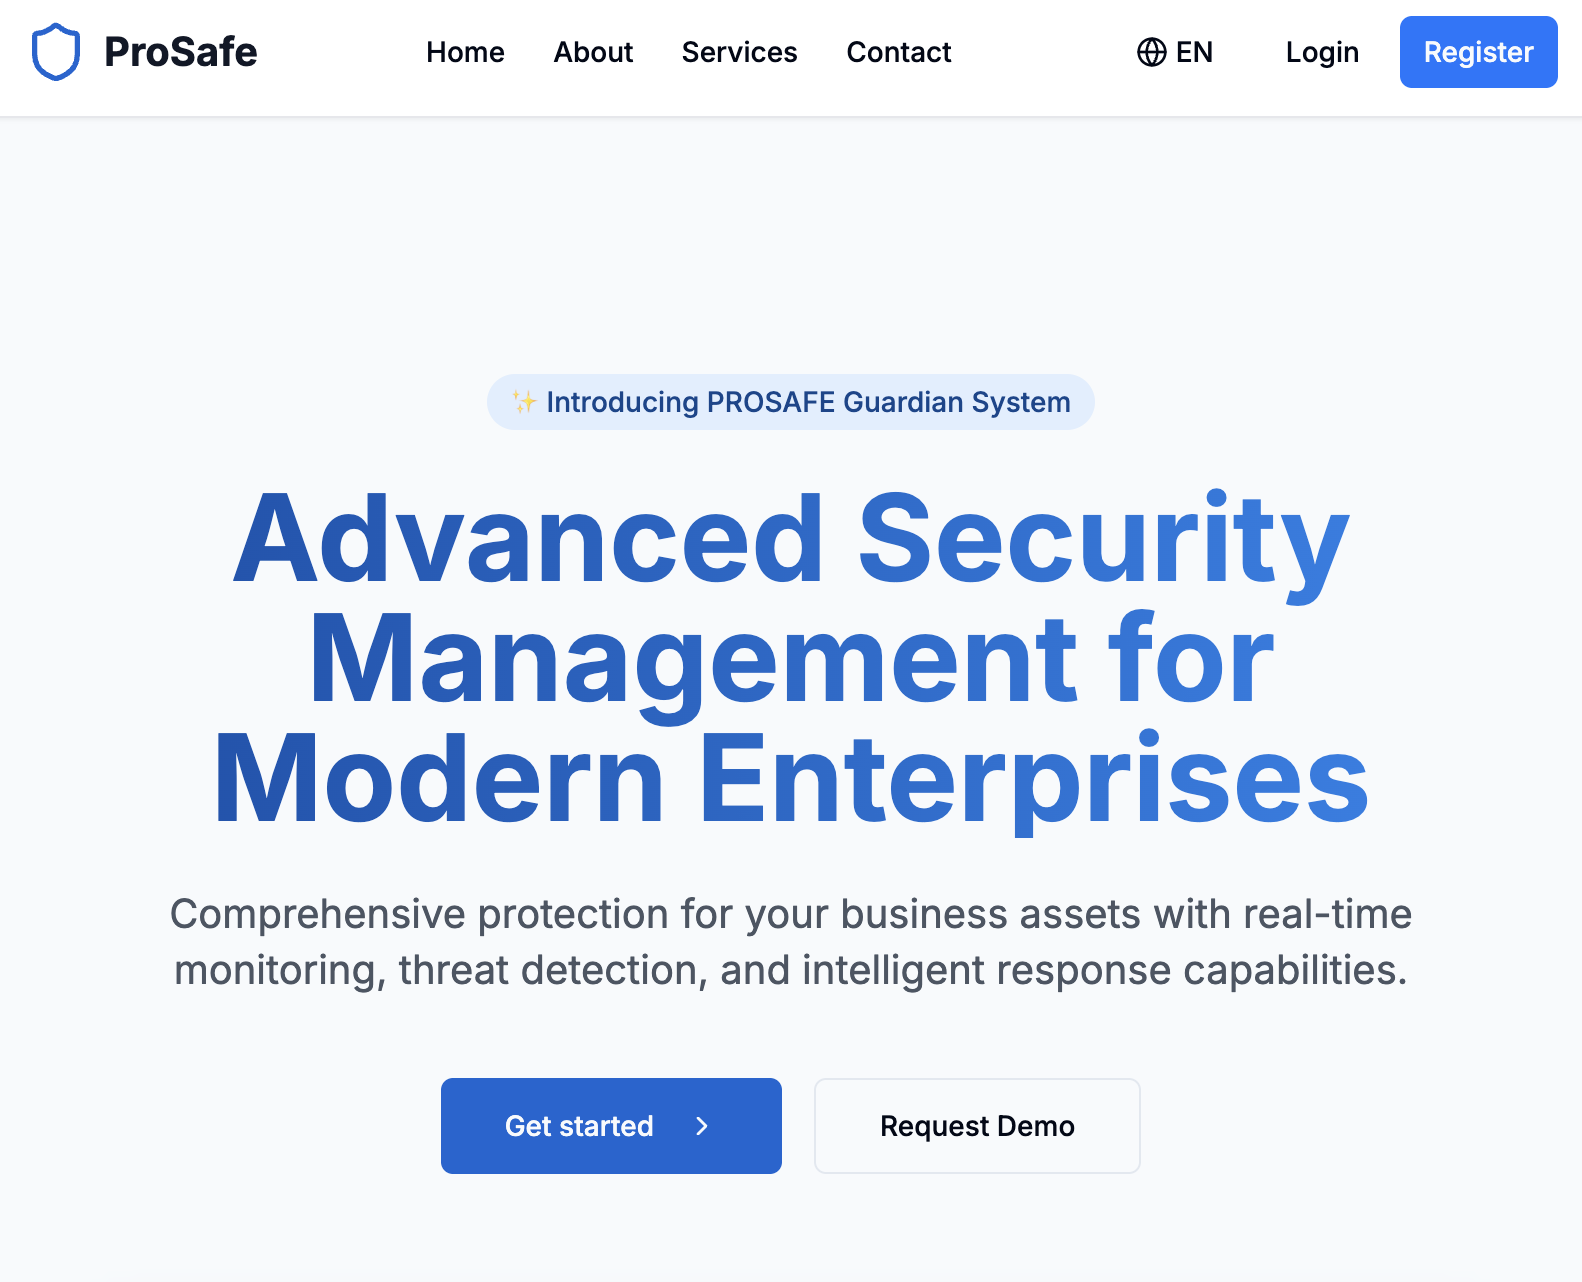 ProSafe
Home
About
Services
Contact
EN
Login
Register
✨ Introducing PROSAFE Guardian System
Advanced Security
Management for
Modern Enterprises
Comprehensive protection for your business assets with real-time
monitoring, threat detection, and intelligent response capabilities.
Get started
Request Demo